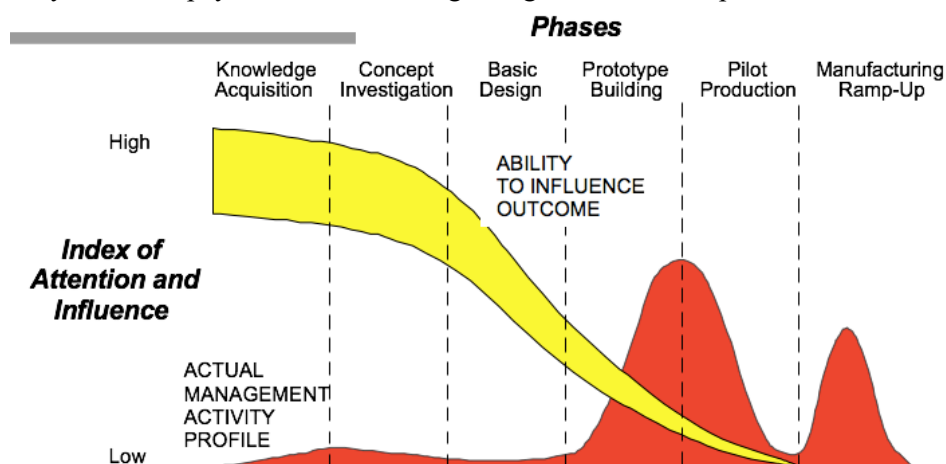 Phases
Knowledge
Acquisition
Concept
Investigation
Basic
Design
Prototype
Building
Pilot
Production
Manufacturing
Ramp-Up
High
ABILITY
TO INFLUENCE
OUTCOME
Index of
Attention and
Influence
ACTUAL
MANAGEMENT
ACTIVITY
PROFILE
Low